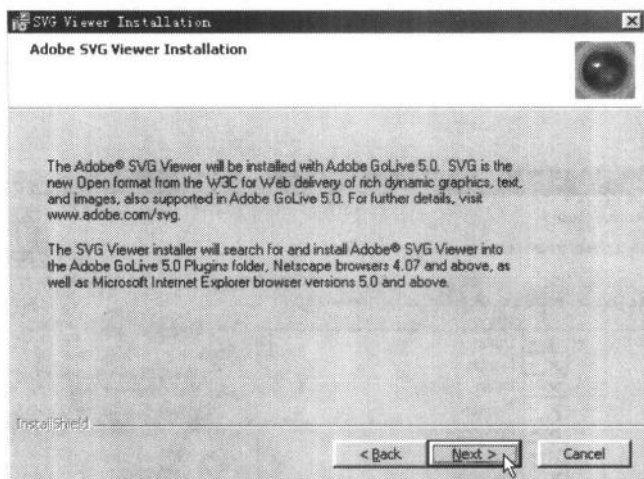 SVG Viewer Installation
Adobe SVG Viewer Installation
The Adobe® SVG Viewer will be installed with Adobe GoLive 5.0. SVG is the
new Open format from the W3C for Web delivery of rich dynamic graphics, text,
and images, also supported in Adobe GoLive 5.0. For further details, visit
www.adobe.com/svg.
The SVG Viewer installer will search for and install Adobe® SVG Viewer into
the Adobe GoLive 5.0 Plugins folder, Netscape browsers 4.07 and above, as
well as Microsoft Internet Explorer browser versions 5.0 and above.
InstallShield
< Back Next > Cancel